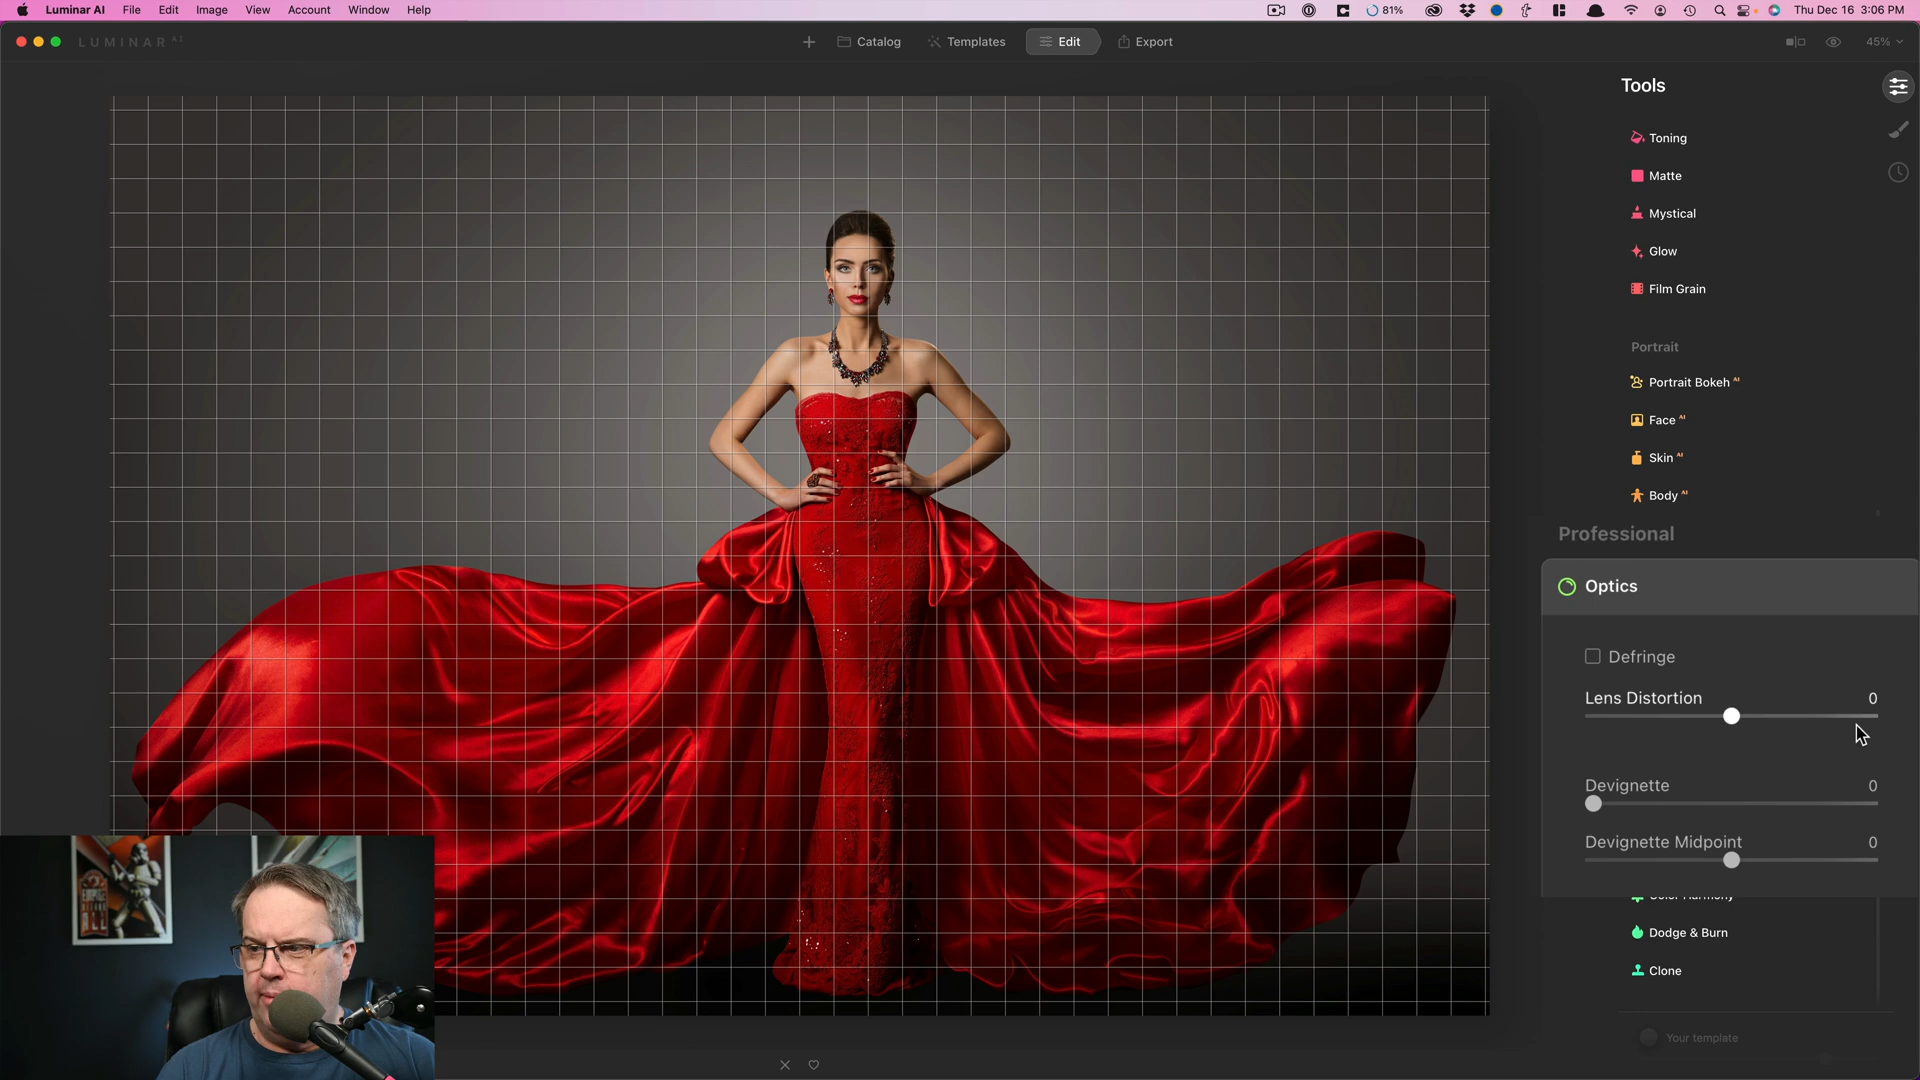 Luminar AI File Edit Image View Account Window Help
81% Thu Dec 16 3:06 PM
LUMINAR AI
Catalog Templates Edit Export
45%
Tools
Toning
Matte
Mystical
Glow
Film Grain
Portrait
Portrait Bokeh AI
Face AI
Skin AI
Body AI
Professional
Optics
Defringe
Lens Distortion 0
Devignette 0
Devignette Midpoint 0
Color Harmony
Dodge & Burn
Clone
Your template